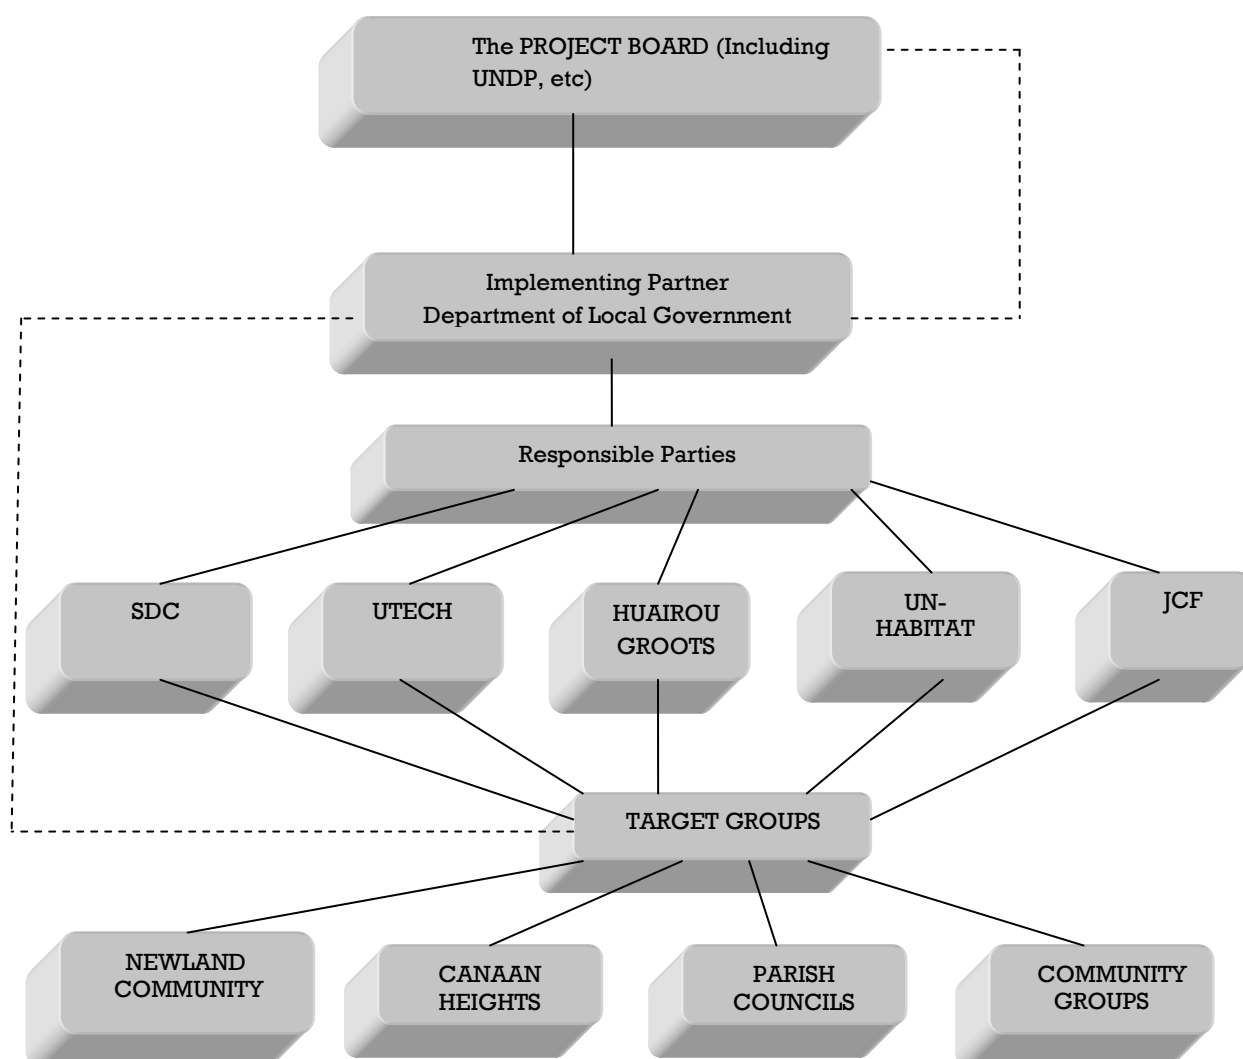 The PROJECT BOARD (Including
UNDP, etc)
Implementing Partner
Department of Local Government
Responsible Parties
SDC
UTECH
HUAIROU
GROOTS
UN-
HABITAT
JCF
TARGET GROUPS
NEWLAND
COMMUNITY
CANAAN
HEIGHTS
PARISH
COUNCILS
COMMUNITY
GROUPS